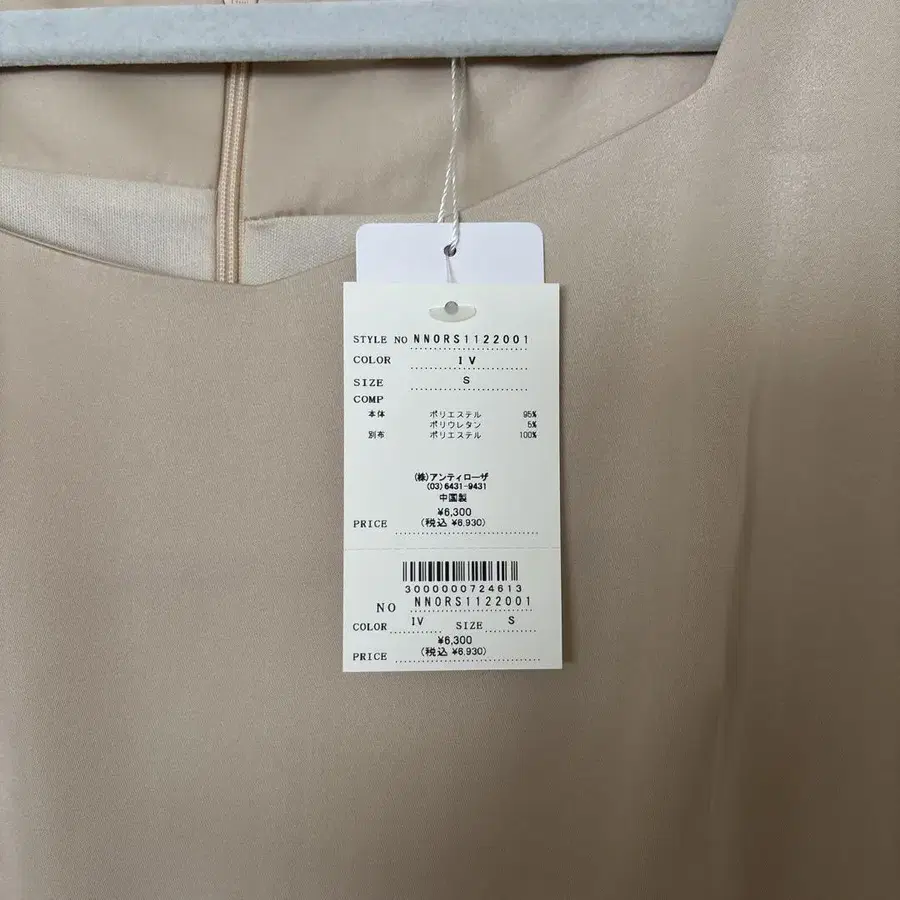 STYLE NO NNORS1122001
COLOR IV
SIZE S
COMP
本体 ポリエステル 95%
ポリウレタン 5%
別布 ポリエステル 100%
(株)アンティローザ
(03)6431-9431
中国製
¥6,300
PRICE (税込 ¥6,930)
3000000724613
NO NNORS1122001
COLOR IV SIZE S
¥6,300
PRICE (税込 ¥6,930)